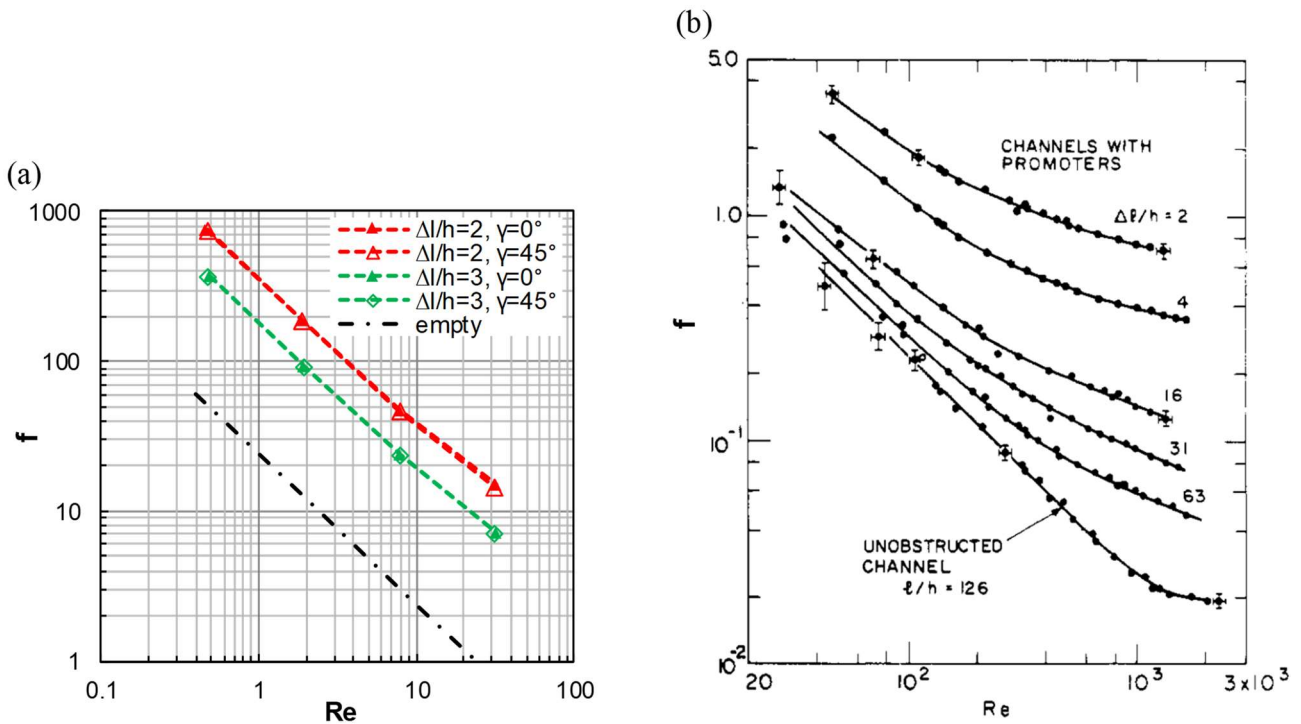 (a)
1000
100
10
1
0.1
1
10
100
f
Re
Δl/h=2, γ=0°
Δl/h=2, γ=45°
Δl/h=3, γ=0°
Δl/h=3, γ=45°
empty
(b)
5.0
1.0
f
10⁻¹
10⁻²
20
10²
10³
3×10³
Re
CHANNELS WITH
PROMOTERS
Δℓ/h = 2
4
16
31
63
UNOBSTRUCTED
CHANNEL
ℓ/h = 126